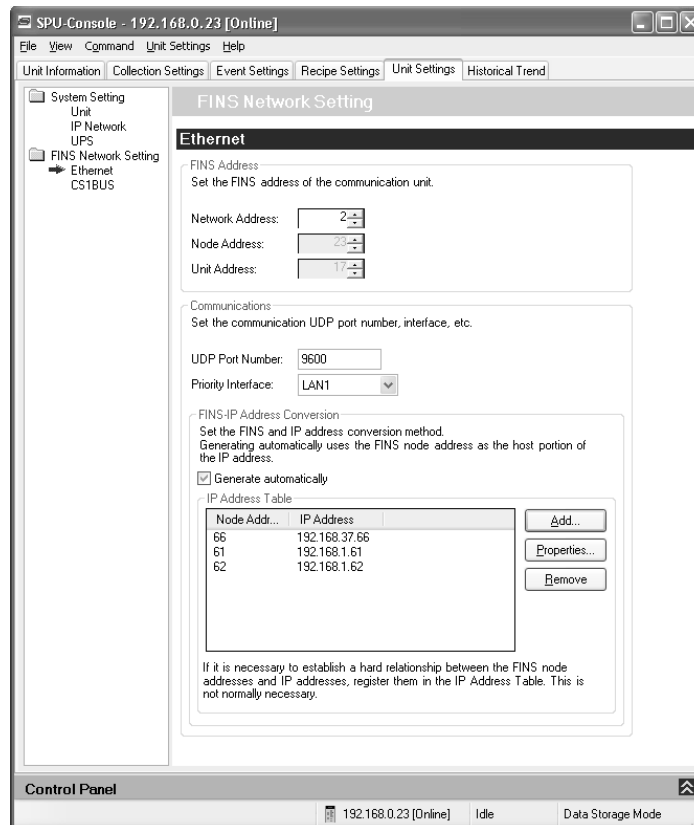 SPU-Console - 192.168.0.23 [Online]
File View Command Unit Settings Help
Unit Information Collection Settings Event Settings Recipe Settings Unit Settings Historical Trend
System Setting
Unit
IP Network
UPS
FINS Network Setting
Ethernet
CS1BUS
FINS Network Setting
Ethernet
FINS Address
Set the FINS address of the communication unit.
Network Address: 2
Node Address: 23
Unit Address: 17
Communications
Set the communication UDP port number, interface, etc.
UDP Port Number: 9600
Priority Interface: LAN1
FINS-IP Address Conversion
Set the FINS and IP address conversion method.
Generating automatically uses the FINS node address as the host portion of
the IP address.
Generate automatically
IP Address Table
Node Addr... IP Address
66 192.168.37.66
61 192.168.1.61
62 192.168.1.62
Add...
Properties...
Remove
If it is necessary to establish a hard relationship between the FINS node
addresses and IP addresses, register them in the IP Address Table. This is
not normally necessary.
Control Panel
192.168.0.23 [Online] Idle Data Storage Mode